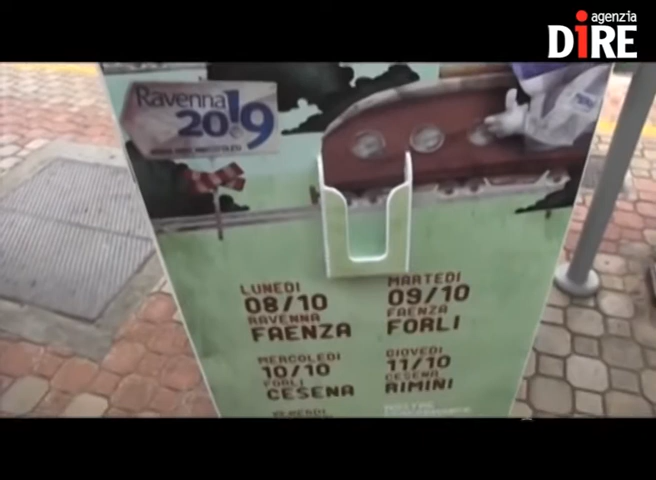 agenzia
DiRE
Ravenna
2019
LUNEDI
08/10
RAVENNA
FAENZA
MARTEDI
09/10
FAENZA
FORLI
MERCOLEDI
10/10
FORLI
CESENA
GIOVEDI
11/10
CESENA
RIMINI
VENERDI